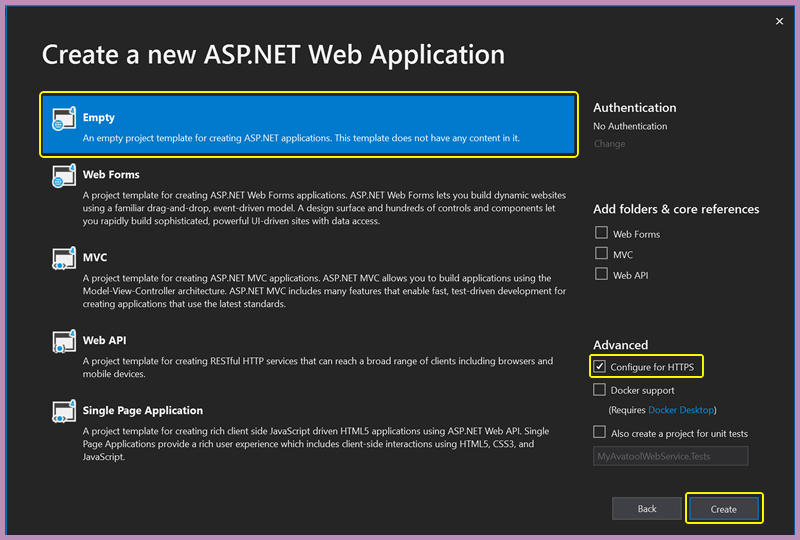 Create a new ASP.NET Web Application
Empty
An empty project template for creating ASP.NET applications. This template does not have any content in it.
Web Forms
A project template for creating ASP.NET Web Forms applications. ASP.NET Web Forms lets you build dynamic websites
using a familiar drag-and-drop, event-driven model. A design surface and hundreds of controls and components let
you rapidly build sophisticated, powerful UI-driven sites with data access.
MVC
A project template for creating ASP.NET MVC applications. ASP.NET MVC allows you to build applications using the
Model-View-Controller architecture. ASP.NET MVC includes many features that enable fast, test-driven development for
creating applications that use the latest standards.
Web API
A project template for creating RESTful HTTP services that can reach a broad range of clients including browsers and
mobile devices.
Single Page Application
A project template for creating rich client side JavaScript driven HTML5 applications using ASP.NET Web API. Single
Page Applications provide a rich user experience which includes client-side interactions using HTML5, CSS3, and
JavaScript.
Authentication
No Authentication
Change
Add folders & core references
Web Forms
MVC
Web API
Advanced
Configure for HTTPS
Docker support
(Requires Docker Desktop)
Also create a project for unit tests
MyAvatoolWebService.Tests
Back
Create